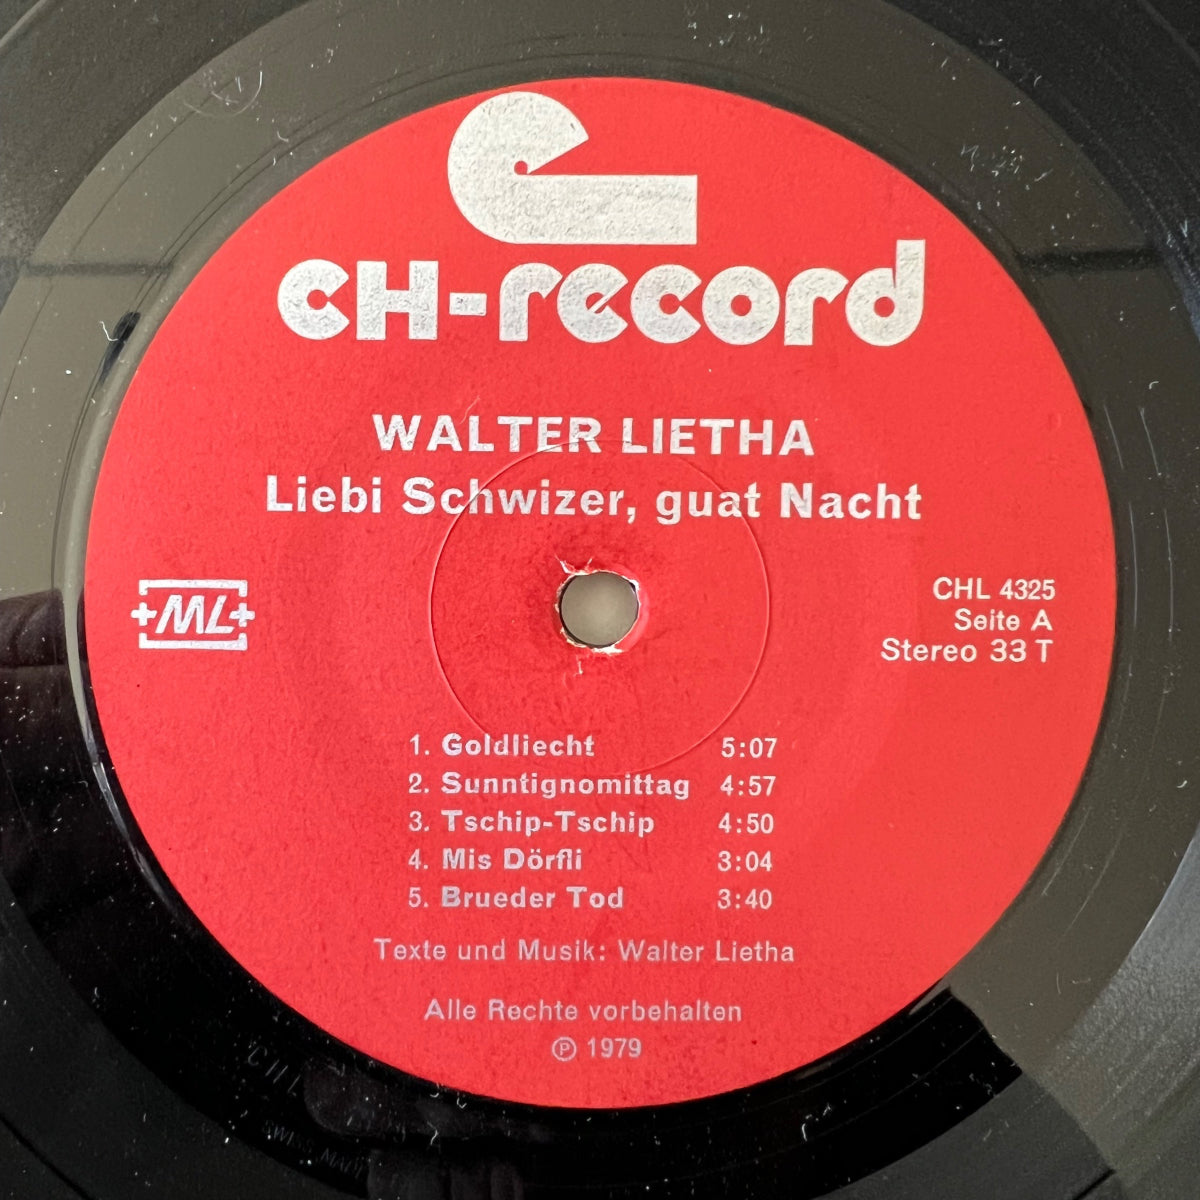 CH-record
WALTER LIETHA
Liebi Schwizer, guat Nacht
ML
CHL 4325
Seite A
Stereo 33 T
1. Goldliecht 5:07
2. Sunntignomittag 4:57
3. Tschip-Tschip 4:50
4. Mis Dörfli 3:04
5. Brueder Tod 3:40
Texte und Musik: Walter Lietha
Alle Rechte vorbehalten
℗ 1979
SWISS MADE